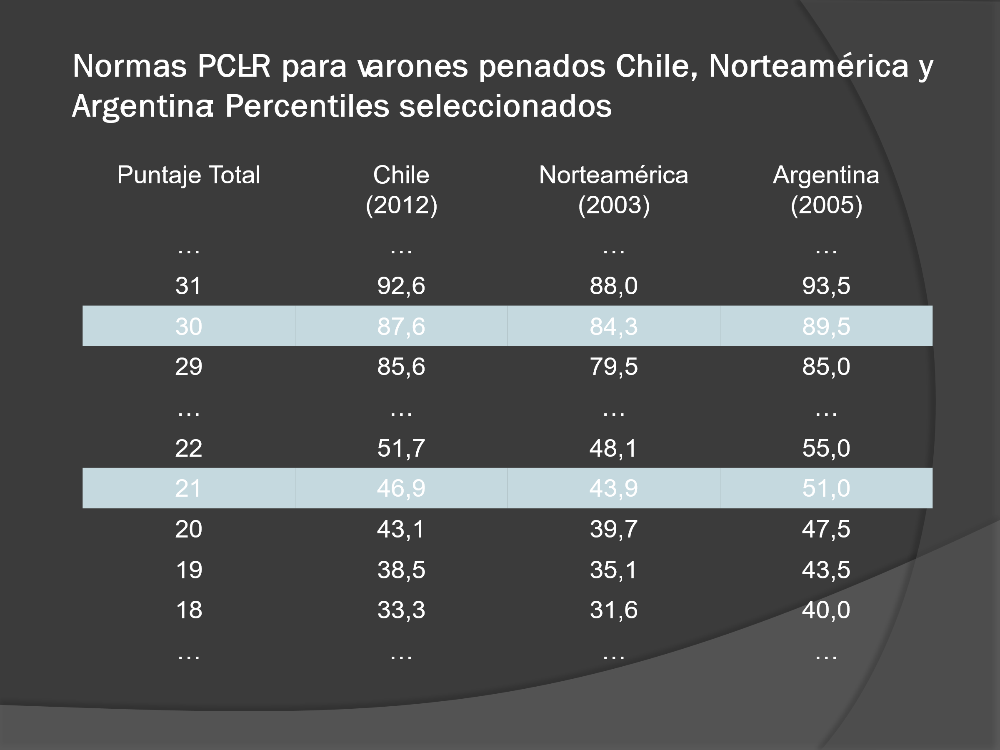 Normas PCL-R para varones penados Chile, Norteamérica y
Argentina: Percentiles seleccionados
Puntaje Total Chile (2012) Norteamérica (2003) Argentina (2005)
… … … …
31 92,6 88,0 93,5
30 87,6 84,3 89,5
29 85,6 79,5 85,0
… … … …
22 51,7 48,1 55,0
21 46,9 43,9 51,0
20 43,1 39,7 47,5
19 38,5 35,1 43,5
18 33,3 31,6 40,0
… … … …